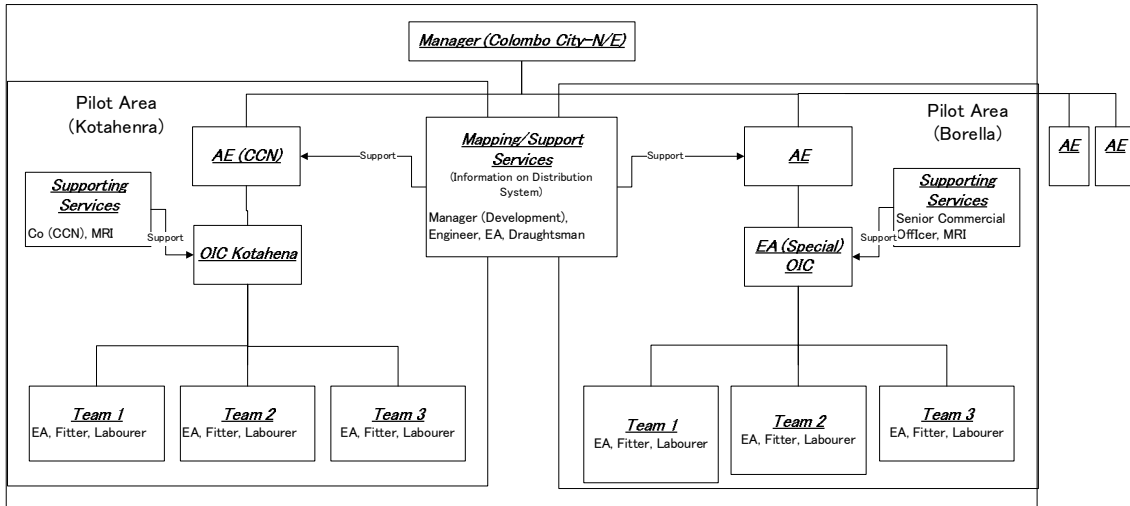 Manager (Colombo City-N/E)
Pilot Area
(Kotahenra)
AE (CCN)
Support
Supporting
Services
Co (CCN), MRI
Support
OIC Kotahena
Team 1
EA, Fitter, Labourer
Team 2
EA, Fitter, Labourer
Team 3
EA, Fitter, Labourer
Mapping/Support
Services
(Information on Distribution
System)
Manager (Development),
Engineer, EA, Draughtsman
Support
Pilot Area
(Borella)
AE
Supporting
Services
Senior Commercial
Officer, MRI
Support
EA (Special)
OIC
Team 1
EA, Fitter, Labourer
Team 2
EA, Fitter, Labourer
Team 3
EA, Fitter, Labourer
AE
AE